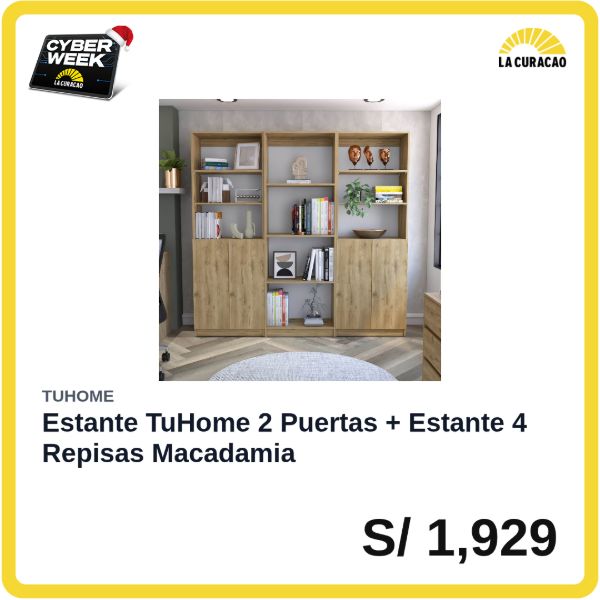 CYBER
WEEK
LA CURACAO
LA CURACAO
TUHOME
Estante TuHome 2 Puertas + Estante 4
Repisas Macadamia
S/ 1,929